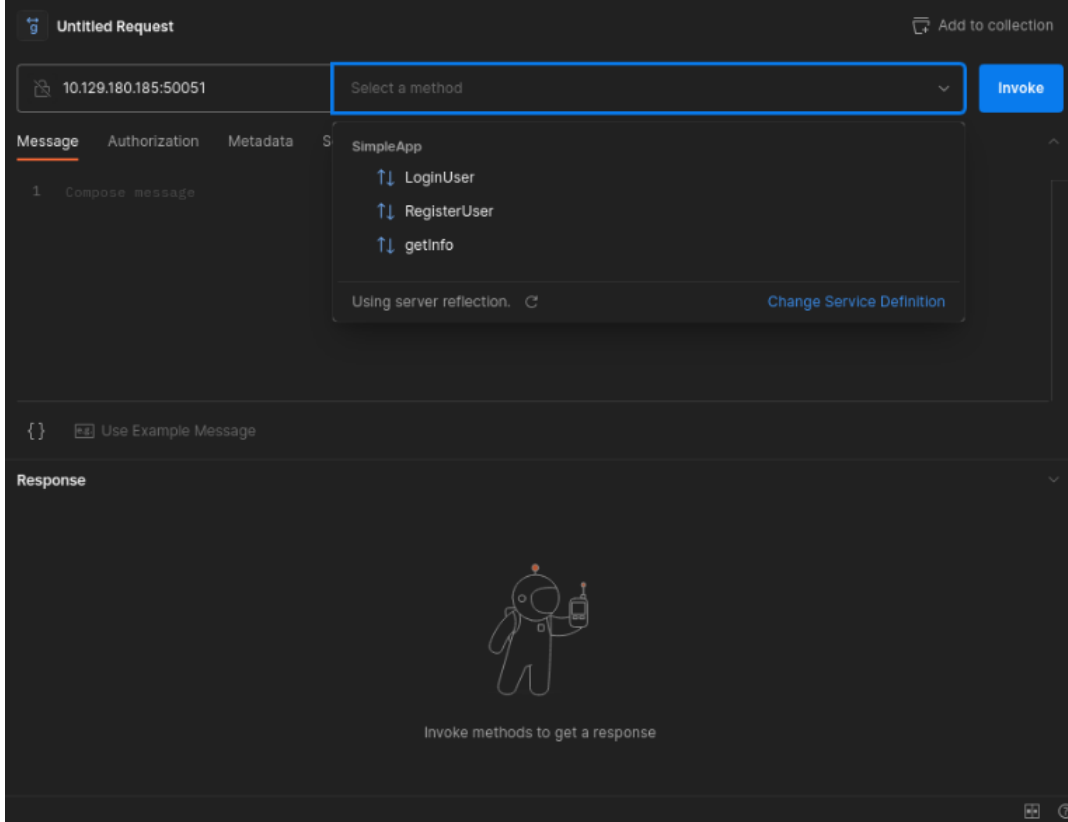 Untitled Request
Add to collection
10.129.180.185:50051
Select a method
Invoke
Message Authorization Metadata S
SimpleApp
1 Compose message
LoginUser
RegisterUser
getInfo
Using server reflection. Change Service Definition
{} Use Example Message
Response
Invoke methods to get a response